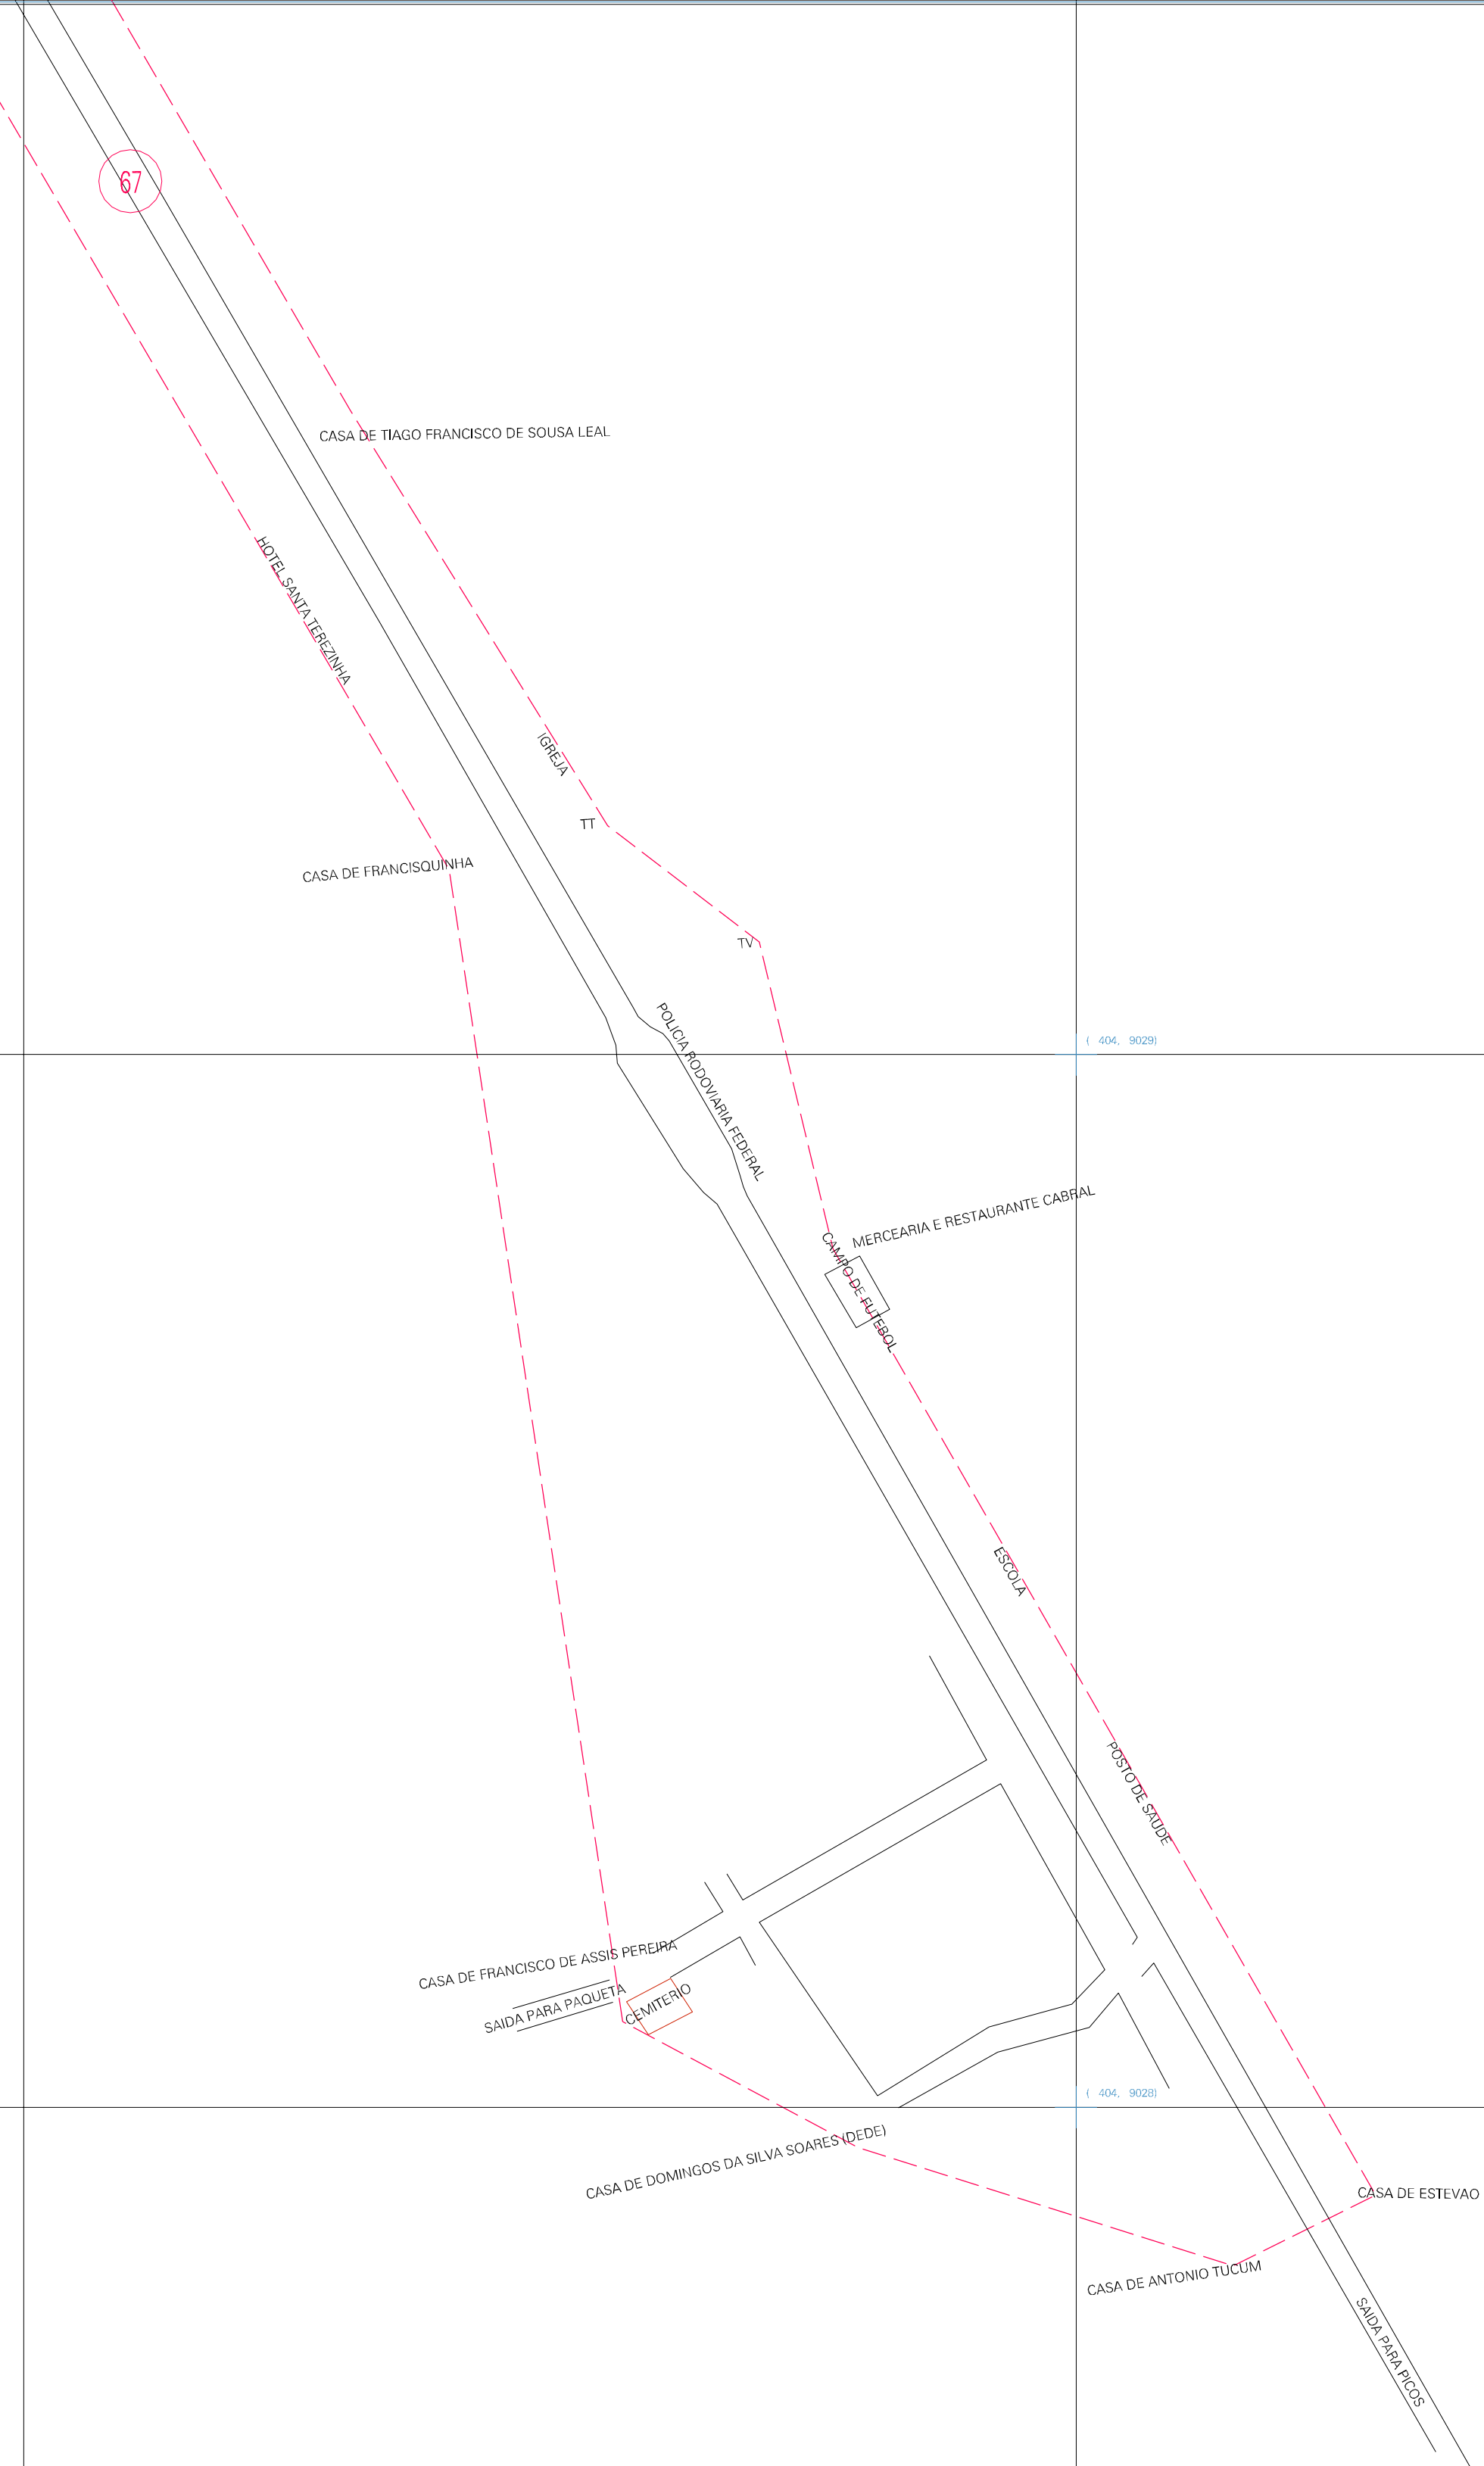 67
CASA DE TIAGO FRANCISCO DE SOUSA LEAL
HOTEL SANTA TEREZINHA
IGREJA
TT
CASA DE FRANCISQUINHA
TV
POLICIA RODOVIARIA FEDERAL
( 404, 9029)
MERCEARIA E RESTAURANTE CABRAL
CAMPO DE FUTEBOL
ESCOLA
POSTO DE SAUDE
CASA DE FRANCISCO DE ASSIS PEREIRA
SAIDA PARA PAQUETA
CEMITERIO
( 404, 9028)
CASA DE DOMINGOS DA SILVA SOARES (DEDE)
CASA DE ESTEVAO
CASA DE ANTONIO TUCUM
SAIDA PARA PICOS